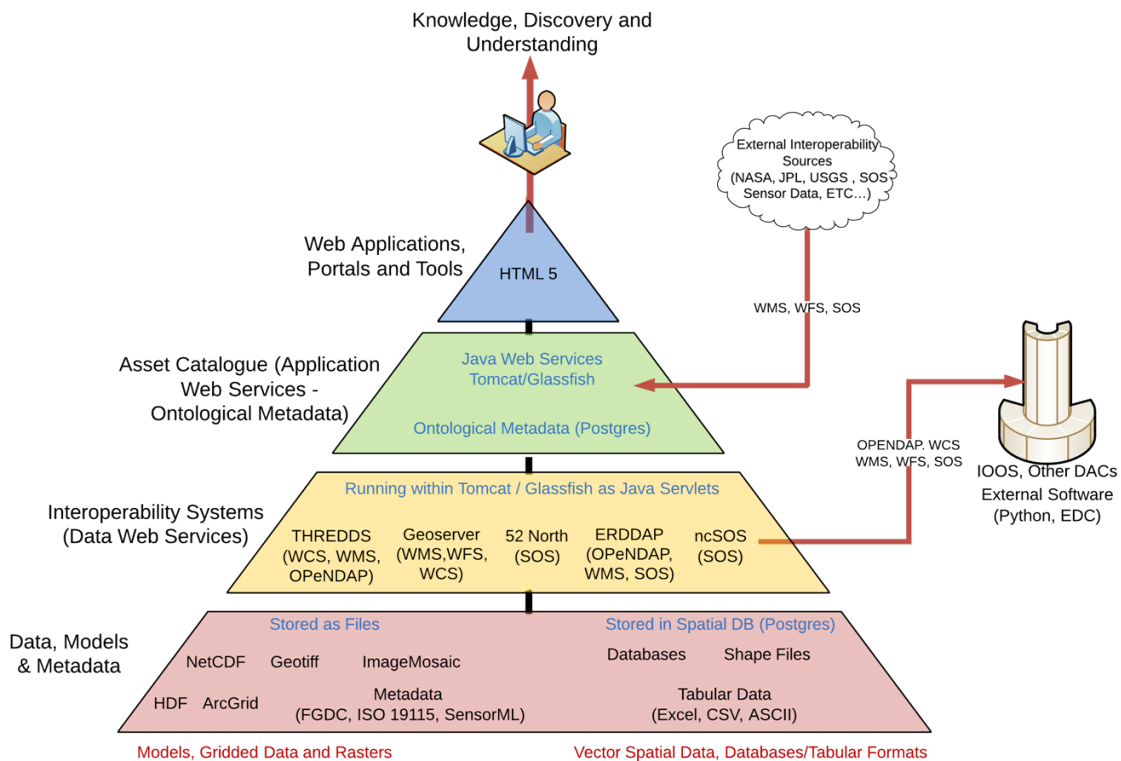 Knowledge, Discovery and
Understanding
External Interoperability
Sources
(NASA, JPL, USGS , SOS
Sensor Data, ETC...)
Web Applications,
Portals and Tools
HTML 5
WMS, WFS, SOS
Asset Catalogue (Application
Web Services -
Ontological Metadata)
Java Web Services
Tomcat/Glassfish
Ontological Metadata (Postgres)
OPENDAP, WCS
WMS, WFS, SOS
IOOS, Other DACs
External Software
(Python, EDC)
Interoperability Systems
(Data Web Services)
Running within Tomcat / Glassfish as Java Servlets
THREDDS
(WCS, WMS,
OPeNDAP)
Geoserver
(WMS,WFS,
WCS)
52 North
(SOS)
ERDDAP
(OPeNDAP,
WMS, SOS)
ncSOS
(SOS)
Data, Models
& Metadata
Stored as Files
NetCDF
Geotiff
ImageMosaic
HDF
ArcGrid
Metadata
(FGDC, ISO 19115, SensorML)
Stored in Spatial DB (Postgres)
Databases
Shape Files
Tabular Data
(Excel, CSV, ASCII)
Models, Gridded Data and Rasters
Vector Spatial Data, Databases/Tabular Formats